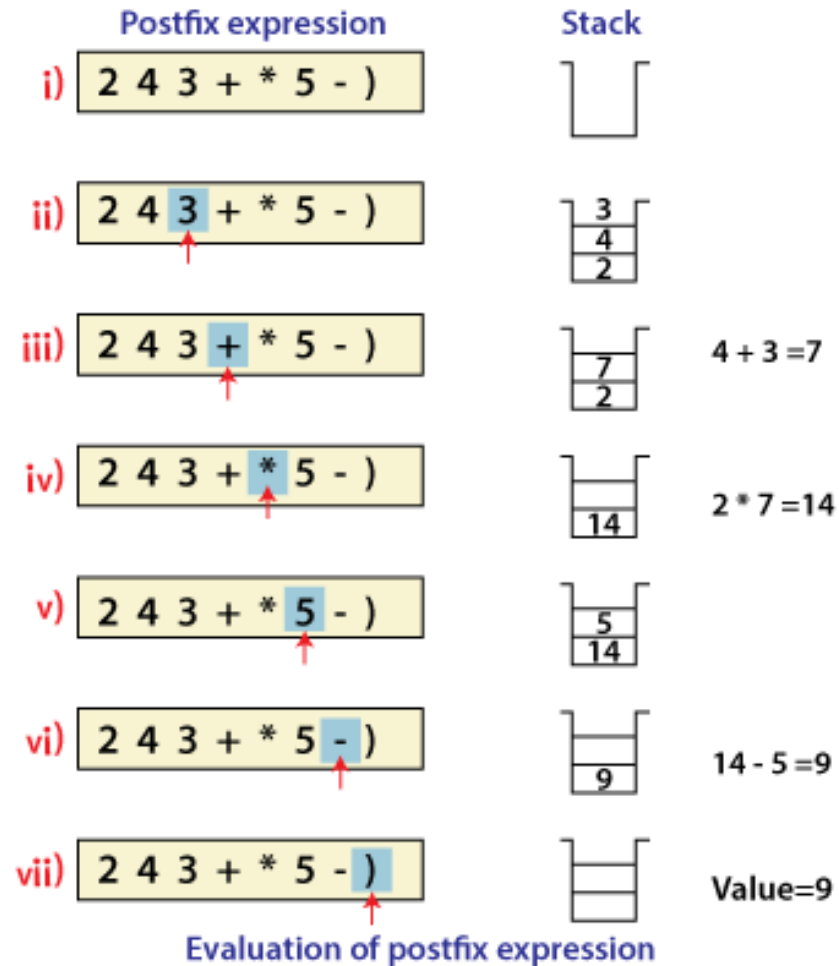 Postfix expression Stack
i) 2 4 3 + * 5 - )
ii) 2 4 3 + * 5 - )
3
4
2
iii) 2 4 3 + * 5 - )
7
2
4 + 3 =7
iv) 2 4 3 + * 5 - )
14
2 * 7 =14
v) 2 4 3 + * 5 - )
5
14
vi) 2 4 3 + * 5 - )
9
14 - 5 =9
vii) 2 4 3 + * 5 - )
Value=9
Evaluation of postfix expression